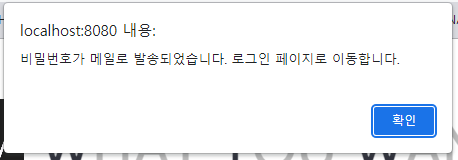 localhost:8080 내용:
비밀번호가 메일로 발송되었습니다. 로그인 페이지로 이동합니다.
확인